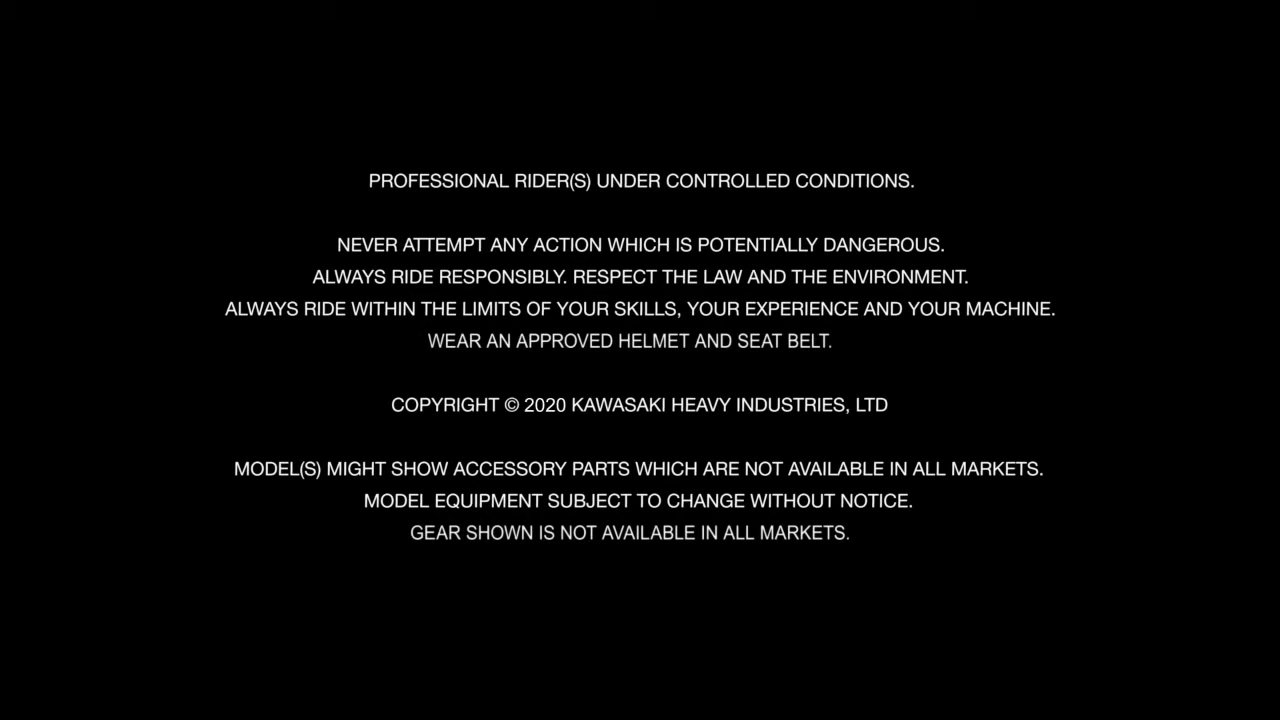 PROFESSIONAL RIDER(S) UNDER CONTROLLED CONDITIONS.
NEVER ATTEMPT ANY ACTION WHICH IS POTENTIALLY DANGEROUS.
ALWAYS RIDE RESPONSIBLY. RESPECT THE LAW AND THE ENVIRONMENT.
ALWAYS RIDE WITHIN THE LIMITS OF YOUR SKILLS, YOUR EXPERIENCE AND YOUR MACHINE.
WEAR AN APPROVED HELMET AND SEAT BELT.
COPYRIGHT © 2020 KAWASAKI HEAVY INDUSTRIES, LTD
MODEL(S) MIGHT SHOW ACCESSORY PARTS WHICH ARE NOT AVAILABLE IN ALL MARKETS.
MODEL EQUIPMENT SUBJECT TO CHANGE WITHOUT NOTICE.
GEAR SHOWN IS NOT AVAILABLE IN ALL MARKETS.